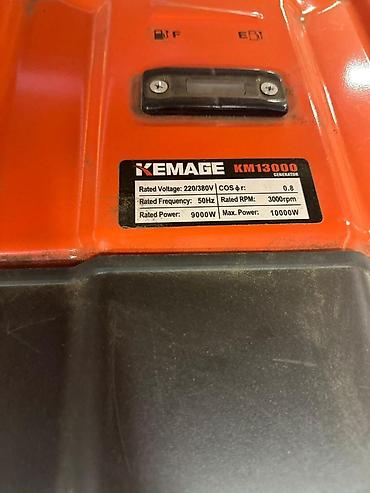 F E
KEMAGE KM13000
GENERATOR
Rated Voltage: 220/380V COSϕr: 0.8
Rated Frequency: 50Hz Rated RPM: 3000rpm
Rated Power: 9000W Max. Power: 10000W